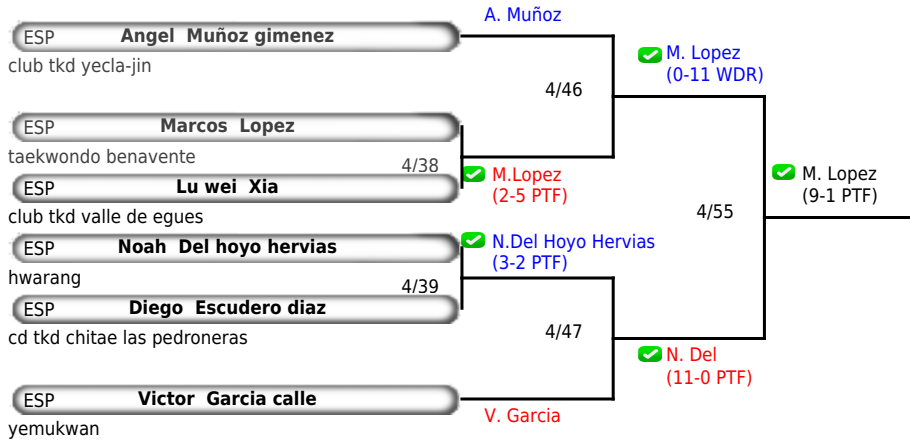 A. Muñoz
ESP Angel Muñoz gimenez
club tkd yecla-jin
M. Lopez
(0-11 WDR)
4/46
ESP Marcos Lopez
taekwondo benavente
4/38
M.Lopez
(2-5 PTF)
ESP Lu wei Xia
club tkd valle de egues
M. Lopez
(9-1 PTF)
4/55
ESP Noah Del hoyo hervias
N.Del Hoyo Hervias
(3-2 PTF)
hwarang
4/39
ESP Diego Escudero diaz
cd tkd chitae las pedroneras
4/47
N. Del
(11-0 PTF)
ESP Victor Garcia calle
V. Garcia
yemukwan